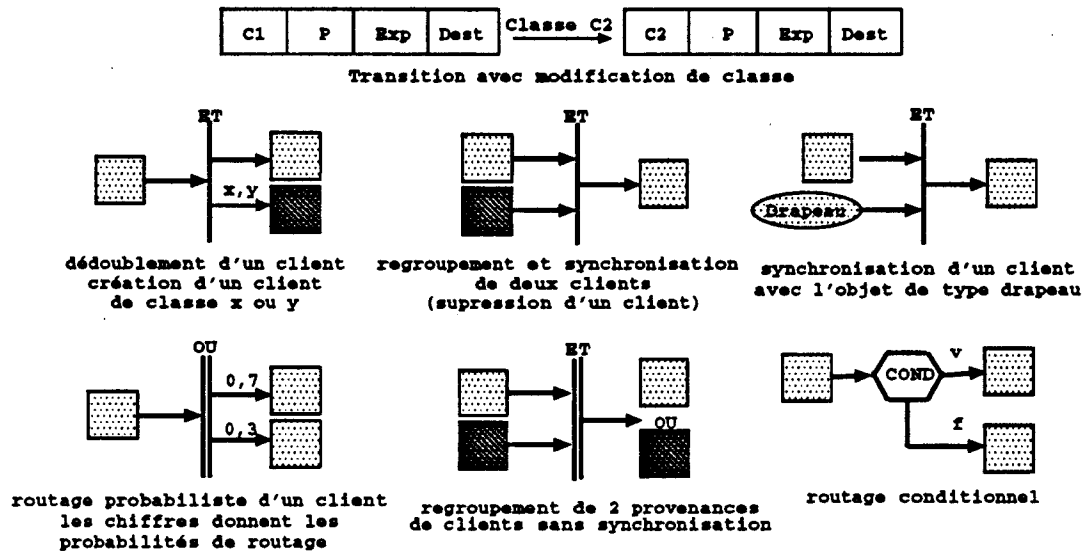 C1 P Exp Dest Classe C2 C2 P Exp Dest
Transition avec modification de classe
ET
x,y
dédoublement d'un client
création d'un client
de classe x ou y
ET
regroupement et synchronisation
de deux clients
(supression d'un client)
ET
Drapeau
synchronisation d'un client
avec l'objet de type drapeau
OU
0,7
0,3
routage probabiliste d'un client
les chiffres donnent les
probabilités de routage
ET
OU
regroupement de 2 provenances
de clients sans synchronisation
COND
v
f
routage conditionnel